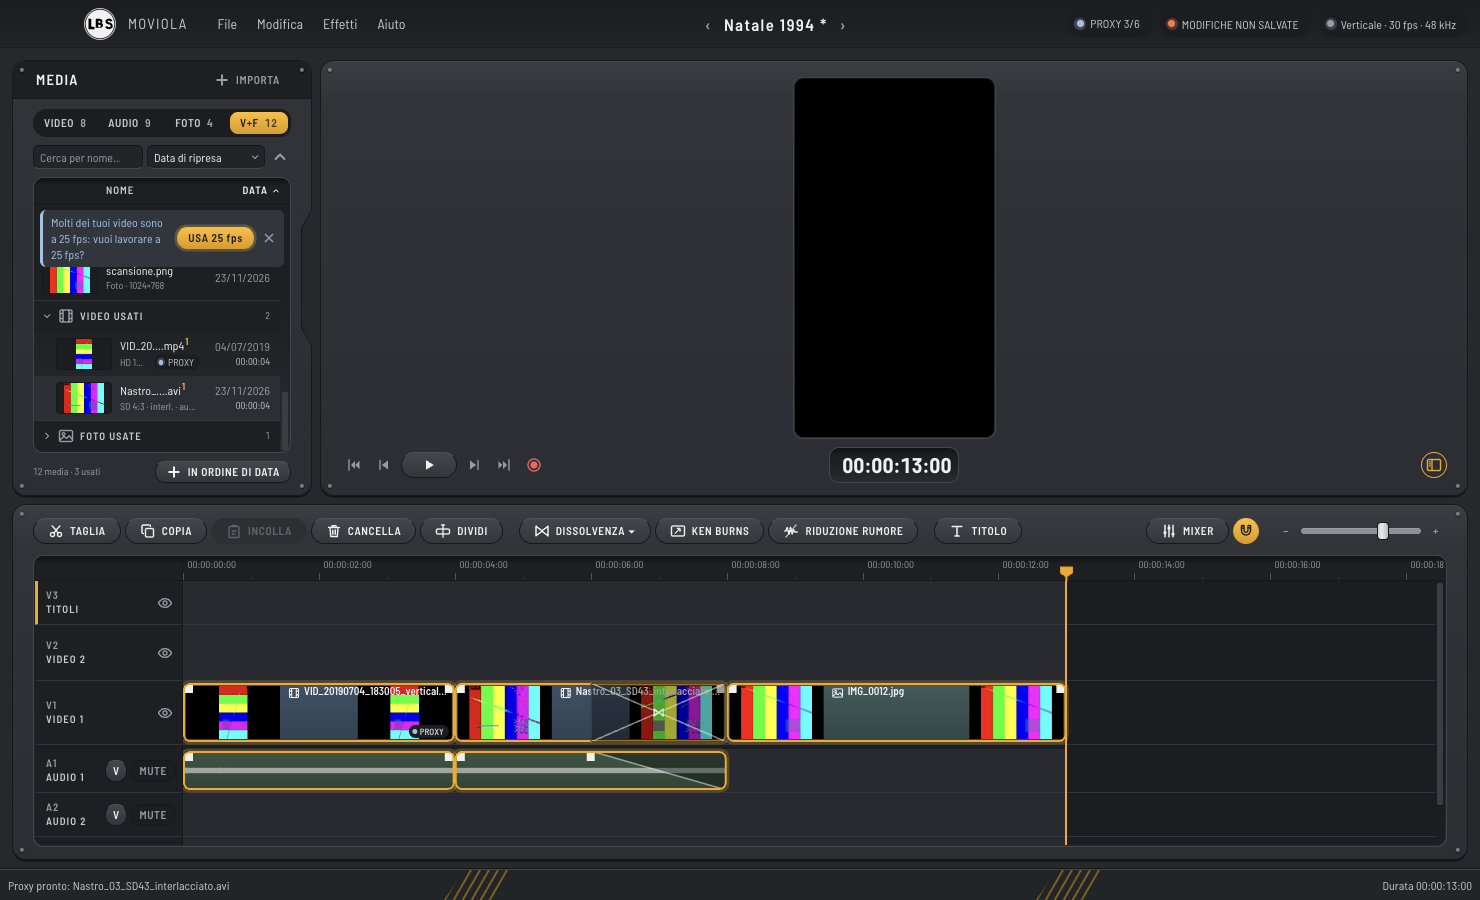 LBS MOVIOLA File Modifica Effetti Aiuto ‹ Natale 1994 * › PROXY 3/6 MODIFICHE NON SALVATE Verticale · 30 fps · 48 kHz
MEDIA IMPORTA
VIDEO 8 AUDIO 9 FOTO 4 V+F 12
Cerca per nome... Data di ripresa
NOME DATA
Molti dei tuoi video sono
a 25 fps: vuoi lavorare a
25 fps?
USA 25 fps
scansione.png 23/11/2026
Foto · 1024×768
VIDEO USATI 2
VID_20....mp4 1 04/07/2019
HD 1... PROXY 00:00:04
Nastro_....avi 1 23/11/2026
SD 4:3 · interl. · au... 00:00:04
FOTO USATE 1
12 media · 3 usati IN ORDINE DI DATA
00:00:13:00
TAGLIA COPIA INCOLLA CANCELLA DIVIDI DISSOLVENZA KEN BURNS RIDUZIONE RUMORE TITOLO MIXER − +
00:00:00:00 00:00:02:00 00:00:04:00 00:00:06:00 00:00:08:00 00:00:10:00 00:00:12:00 00:00:14:00 00:00:16:00 00:00:18
V3
TITOLI
V2
VIDEO 2
V1
VIDEO 1
VID_20190704_183005_vertical... Nastro_03_SD43_interlacciato... IMG_0012.jpg
PROXY
A1
AUDIO 1 V MUTE
A2
AUDIO 2 V MUTE
Proxy pronto: Nastro_03_SD43_interlacciato.avi Durata 00:00:13:00